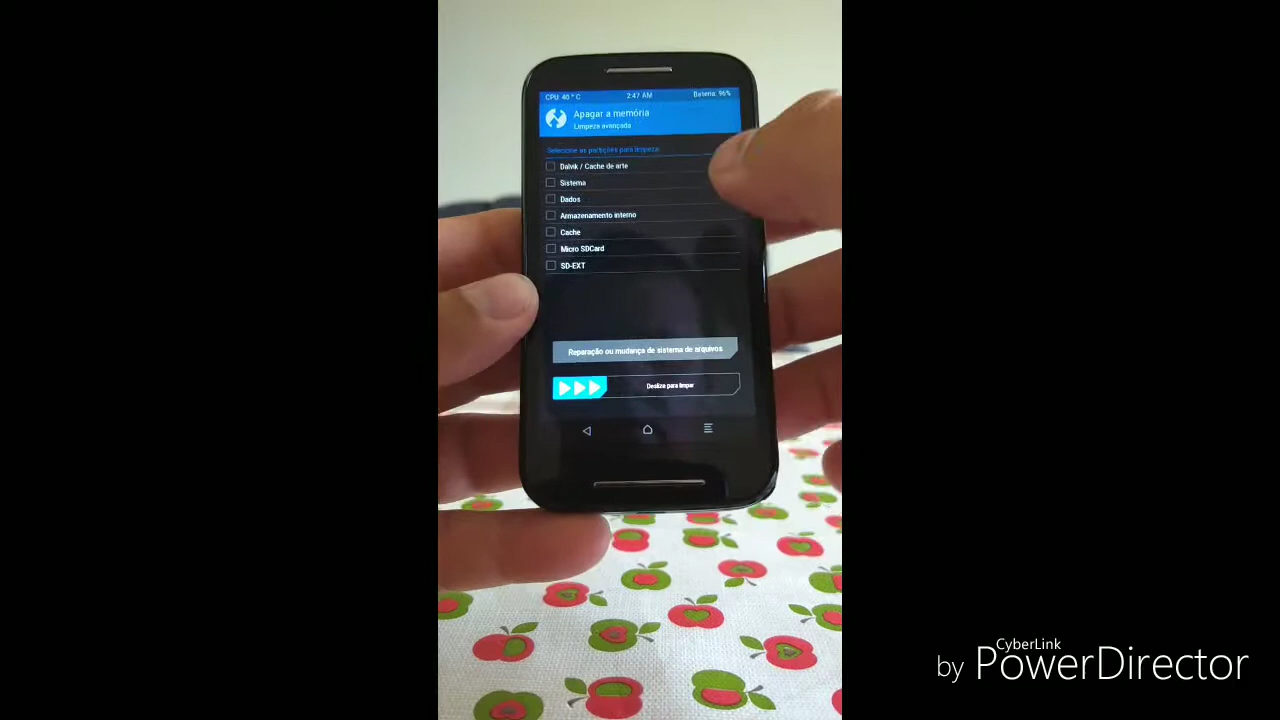 CPU: 40 ° C 2:47 AM Bateria: 96%
Apagar a memória
Limpeza avançada
Selecione as partições para limpeza:
Dalvik / Cache de arte
Sistema
Dados
Armazenamento interno
Cache
Micro SDCard
SD-EXT
Reparação ou mudança de sistema de arquivos
Deslize para limpar
CyberLink
by PowerDirector